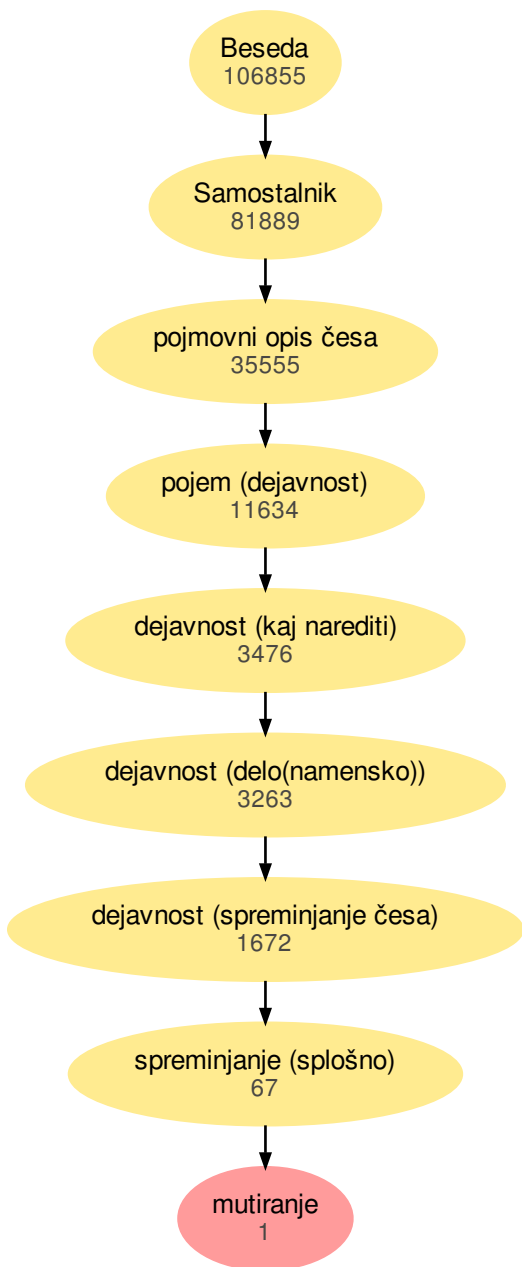 Beseda
106855
Samostalnik
81889
pojmovni opis česa
35555
pojem (dejavnost)
11634
dejavnost (kaj narediti)
3476
dejavnost (delo(namensko))
3263
dejavnost (spreminjanje česa)
1672
spreminjanje (splošno)
67
mutiranje
1